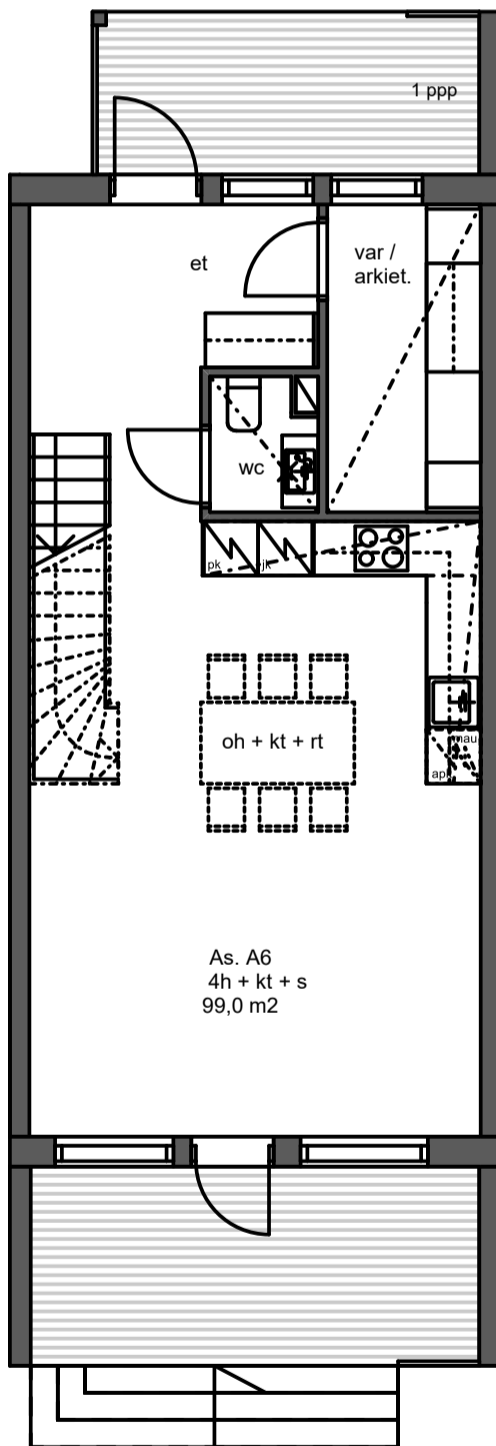 1 ppp
et
var /
arkiet.
wc
pk
jk
oh + kt + rt
mau
apk
As. A6
4h + kt + s
99,0 m2